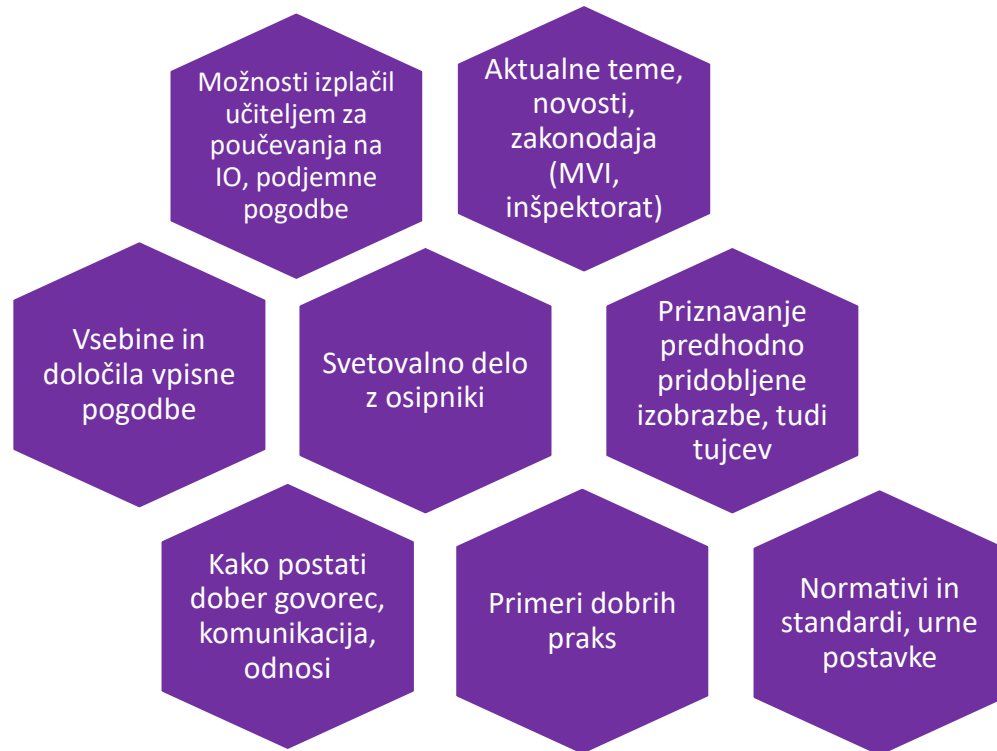 Možnosti izplačil
učiteljem za
poučevanja na
IO, podjemne
pogodbe
Aktualne teme,
novosti,
zakonodaja
(MVI,
inšpektorat)
Vsebine in
določila vpisne
pogodbe
Svetovalno delo
z osipniki
Priznavanje
predhodno
pridobljene
izobrazbe, tudi
tujcev
Kako postati
dober govorec,
komunikacija,
odnosi
Primeri dobrih
praks
Normativi in
standardi, urne
postavke